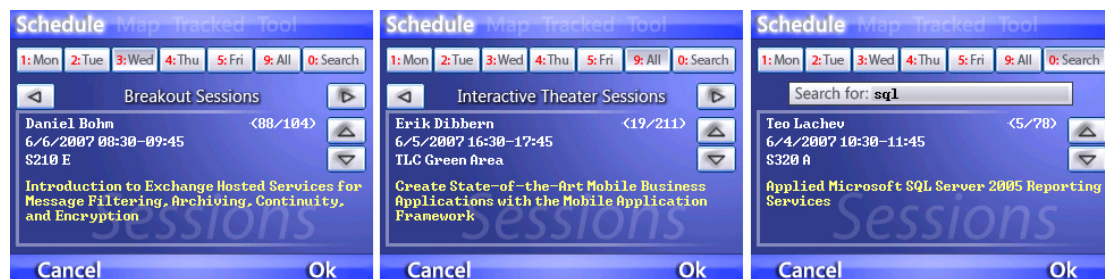 Schedule Map Tracked Tool
1: Mon 2: Tue 3: Wed 4: Thu 5: Fri 9: All 0: Search
Breakout Sessions
Daniel Bohm <88/104>
6/6/2007 08:30-09:45
S210 E
Introduction to Exchange Hosted Services for
Message Filtering, Archiving, Continuity,
and Encryption
Sessions
Cancel Ok
Schedule Map Tracked Tool
1: Mon 2: Tue 3: Wed 4: Thu 5: Fri 9: All 0: Search
Interactive Theater Sessions
Erik Dibbern <19/211>
6/5/2007 16:30-17:45
TLC Green Area
Create State-of-the-Art Mobile Business
Applications with the Mobile Application
Framework
Sessions
Cancel Ok
Schedule Map Tracked Tool
1: Mon 2: Tue 3: Wed 4: Thu 5: Fri 9: All 0: Search
Search for: sql
Teo Lachev <5/78>
6/4/2007 10:30-11:45
S320 A
Applied Microsoft SQL Server 2005 Reporting
Services
Sessions
Cancel Ok